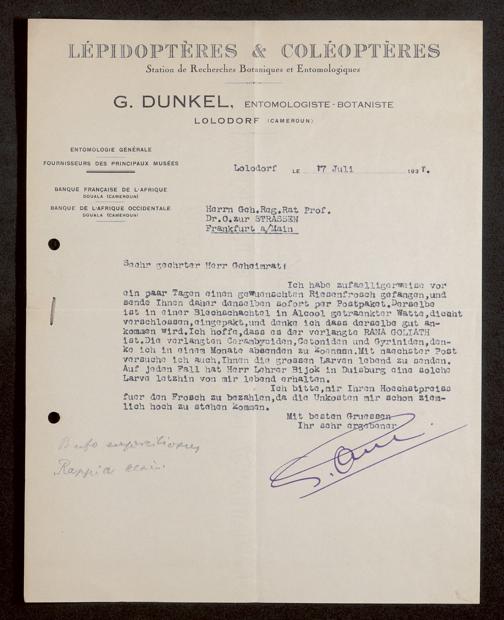 LÉPIDOPTÈRES & COLÉOPTÈRES
Station de Recherches Botaniques et Entomologiques
G. DUNKEL, ENTOMOLOGISTE-BOTANISTE
LOLODORF (CAMEROUN)
ENTOMOLOGIE GÉNÉRALE
FOURNISSEURS DES PRINCIPAUX MUSÉES
BANQUE FRANÇAISE DE L'AFRIQUE
DOUALA (CAMEROUN)
BANQUE DE L'AFRIQUE OCCIDENTALE
DOUALA (CAMEROUN)
Lolodorf LE 17 Juli 193
Herrn Geh.Reg.Rat Prof.
Dr.O.zur STRASSEN
Frankfurt a/Main
Sechr geehrter Herr Geheimrat!
Ich habe zufaelligerweise vor
ein paar Tagen einen gewuenschten Riesenfrosch gefangen,und
sende Ihnen daher denselben sofort per Postpaket.Derselbe
ist in einer Blechschachtel in Alcool getraenkter Watte,dicht
verschlossen,eingepakt,und denke ich dass derselbe gut an-
kommen wird.Ich hoffe,dass es der verlangte RANA GOLIATH
ist.Die verlangten Cerambyciden,Cetoniden und Gyriniden,den-
ke ich in einem Monate absenden zu koennen.Mit naechster Post
versuche ich auch,Ihnen die grossen Larven lebend zu senden.
Auf jeden Fall hat Herr Lehrer Bijok in Duisburg eine solche
Larve letzhin von mir lebend erhalten.
Ich bitte,mir Ihren Hoechstpreiss
fuer den Frosch zu bezahlen,da die Unkosten mir schon ziem-
lich hoch zu stehen kommen.
Mit besten Gruessen
Ihr sehr ergebener
Bufo superciliaris
Rappia